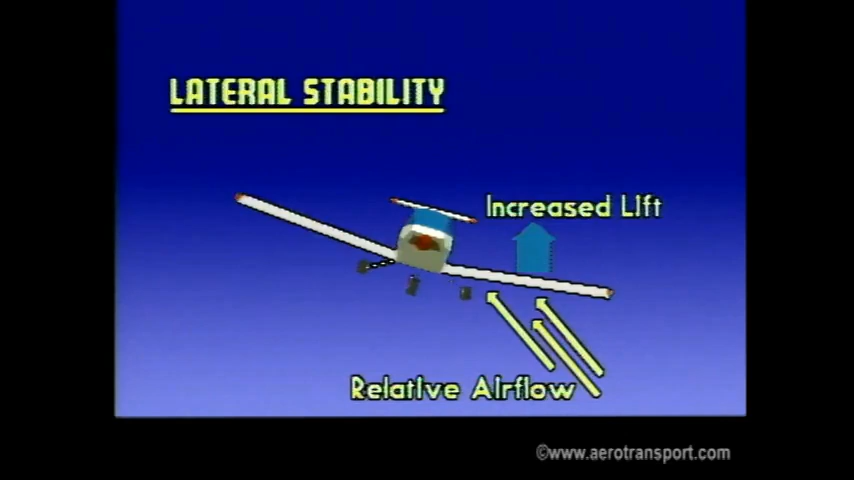 LATERAL STABILITY
Increased Lift
Relative Airflow
©www.aerotransport.com